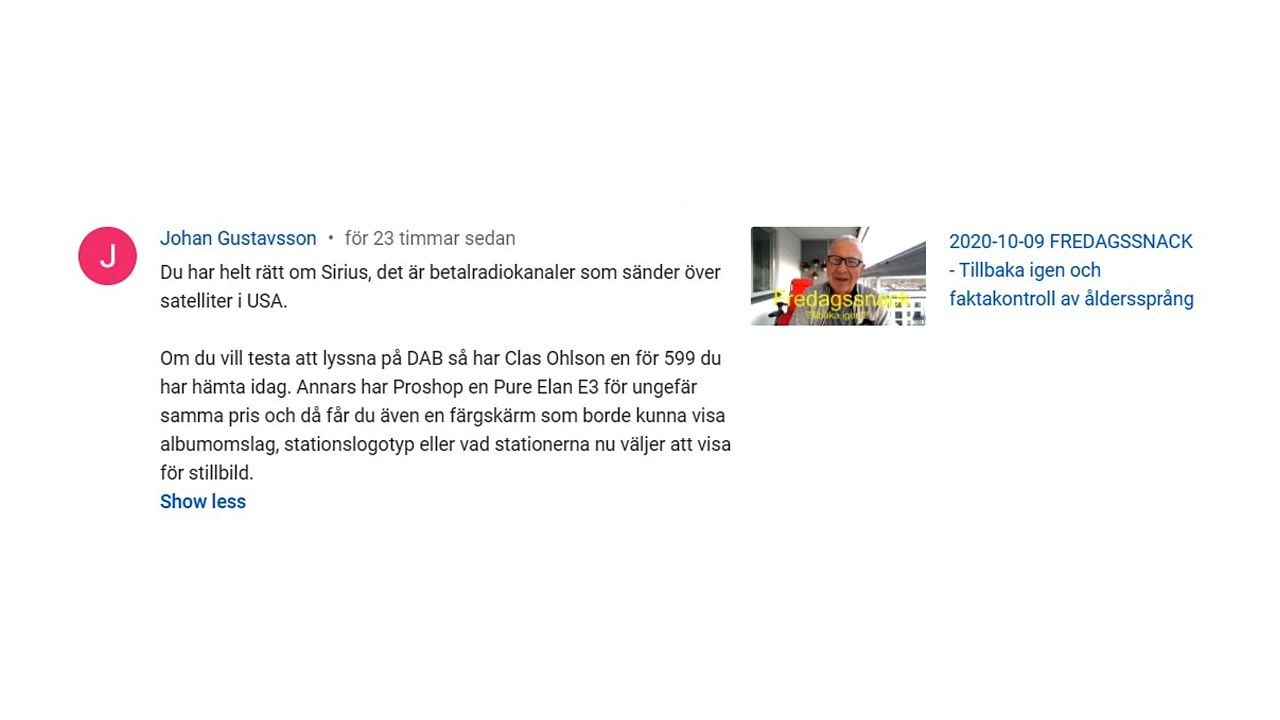 J
Johan Gustavsson • för 23 timmar sedan
Du har helt rätt om Sirius, det är betalradiokanaler som sänder över
satelliter i USA.
Om du vill testa att lyssna på DAB så har Clas Ohlson en för 599 du
har hämta idag. Annars har Proshop en Pure Elan E3 för ungefär
samma pris och då får du även en färgskärm som borde kunna visa
albumomslag, stationslogotyp eller vad stationerna nu väljer att visa
för stillbild.
Show less
Fredagssnack
Tillbaka igen!!
2020-10-09 FREDAGSSNACK
- Tillbaka igen och
faktakontroll av ålderssprång